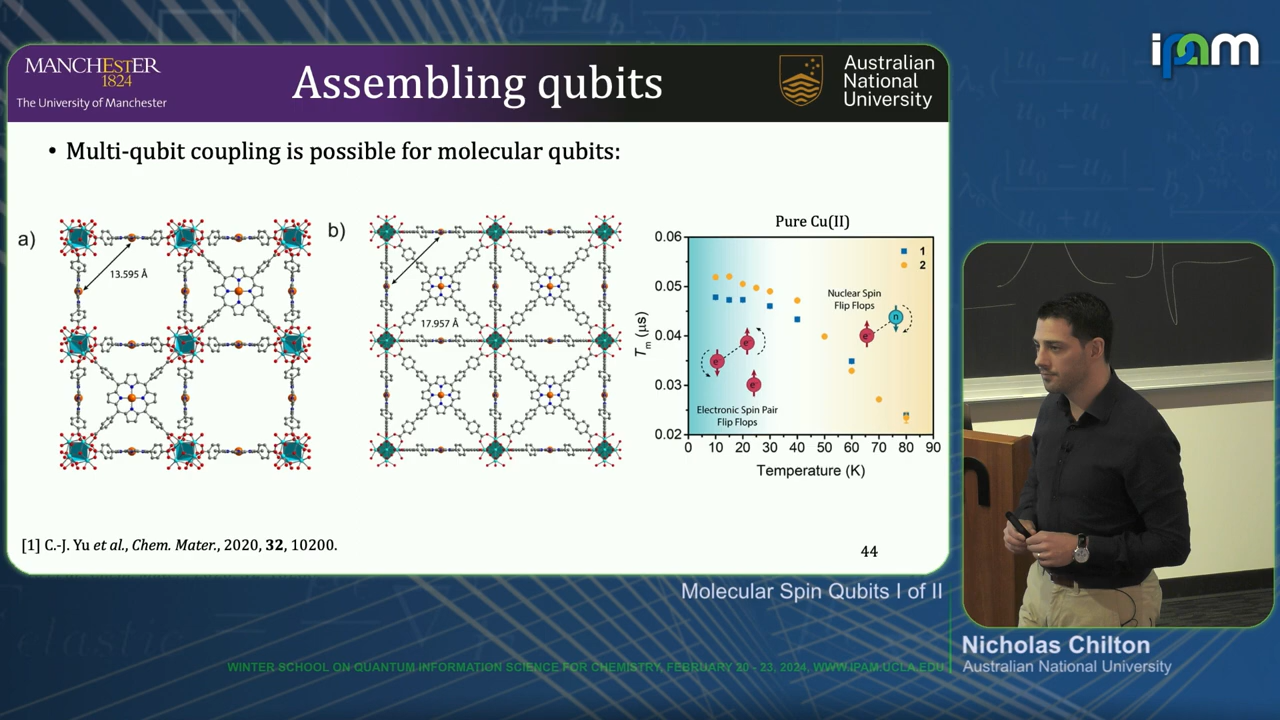 MANCHESTER
1824
The University of Manchester
Assembling qubits
Australian
National
University
ipam
• Multi-qubit coupling is possible for molecular qubits:
a)
13.595 Å
b)
17.957 Å
Pure Cu(II)
0.06
0.05
0.04
0.03
0.02
Tm (μs)
1
2
Nuclear Spin
Flip Flops
n
e
e
e
e
Electronic Spin Pair
Flip Flops
0 10 20 30 40 50 60 70 80 90
Temperature (K)
[1] C.-J. Yu et al., Chem. Mater., 2020, 32, 10200.
44
Molecular Spin Qubits I of II
Nicholas Chilton
Australian National University
WINTER SCHOOL ON QUANTUM INFORMATION SCIENCE FOR CHEMISTRY, FEBRUARY 20 - 23, 2024, WWW.IPAM.UCLA.EDU